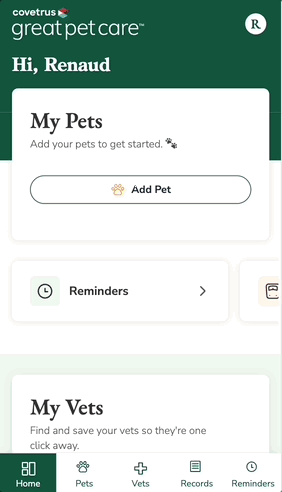 covetrus
great pet care™
R
Hi, Renaud
My Pets
Add your pets to get started. 🐾
Add Pet
Reminders
My Vets
Find and save your vets so they're one
click away.
Home
Pets
Vets
Records
Reminders